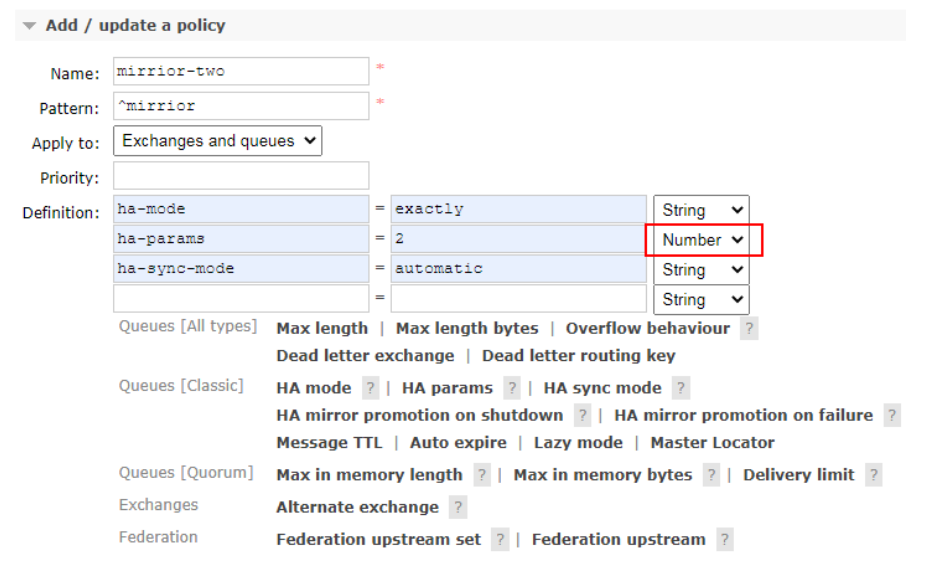 Add / update a policy
Name: mirrior-two *
Pattern: ^mirrior *
Apply to: Exchanges and queues
Priority:
Definition: ha-mode = exactly String
ha-params = 2 Number
ha-sync-mode = automatic String
= String
Queues [All types] Max length | Max length bytes | Overflow behaviour ?
Dead letter exchange | Dead letter routing key
Queues [Classic] HA mode ? | HA params ? | HA sync mode ?
HA mirror promotion on shutdown ? | HA mirror promotion on failure ?
Message TTL | Auto expire | Lazy mode | Master Locator
Queues [Quorum] Max in memory length ? | Max in memory bytes ? | Delivery limit ?
Exchanges Alternate exchange ?
Federation Federation upstream set ? | Federation upstream ?